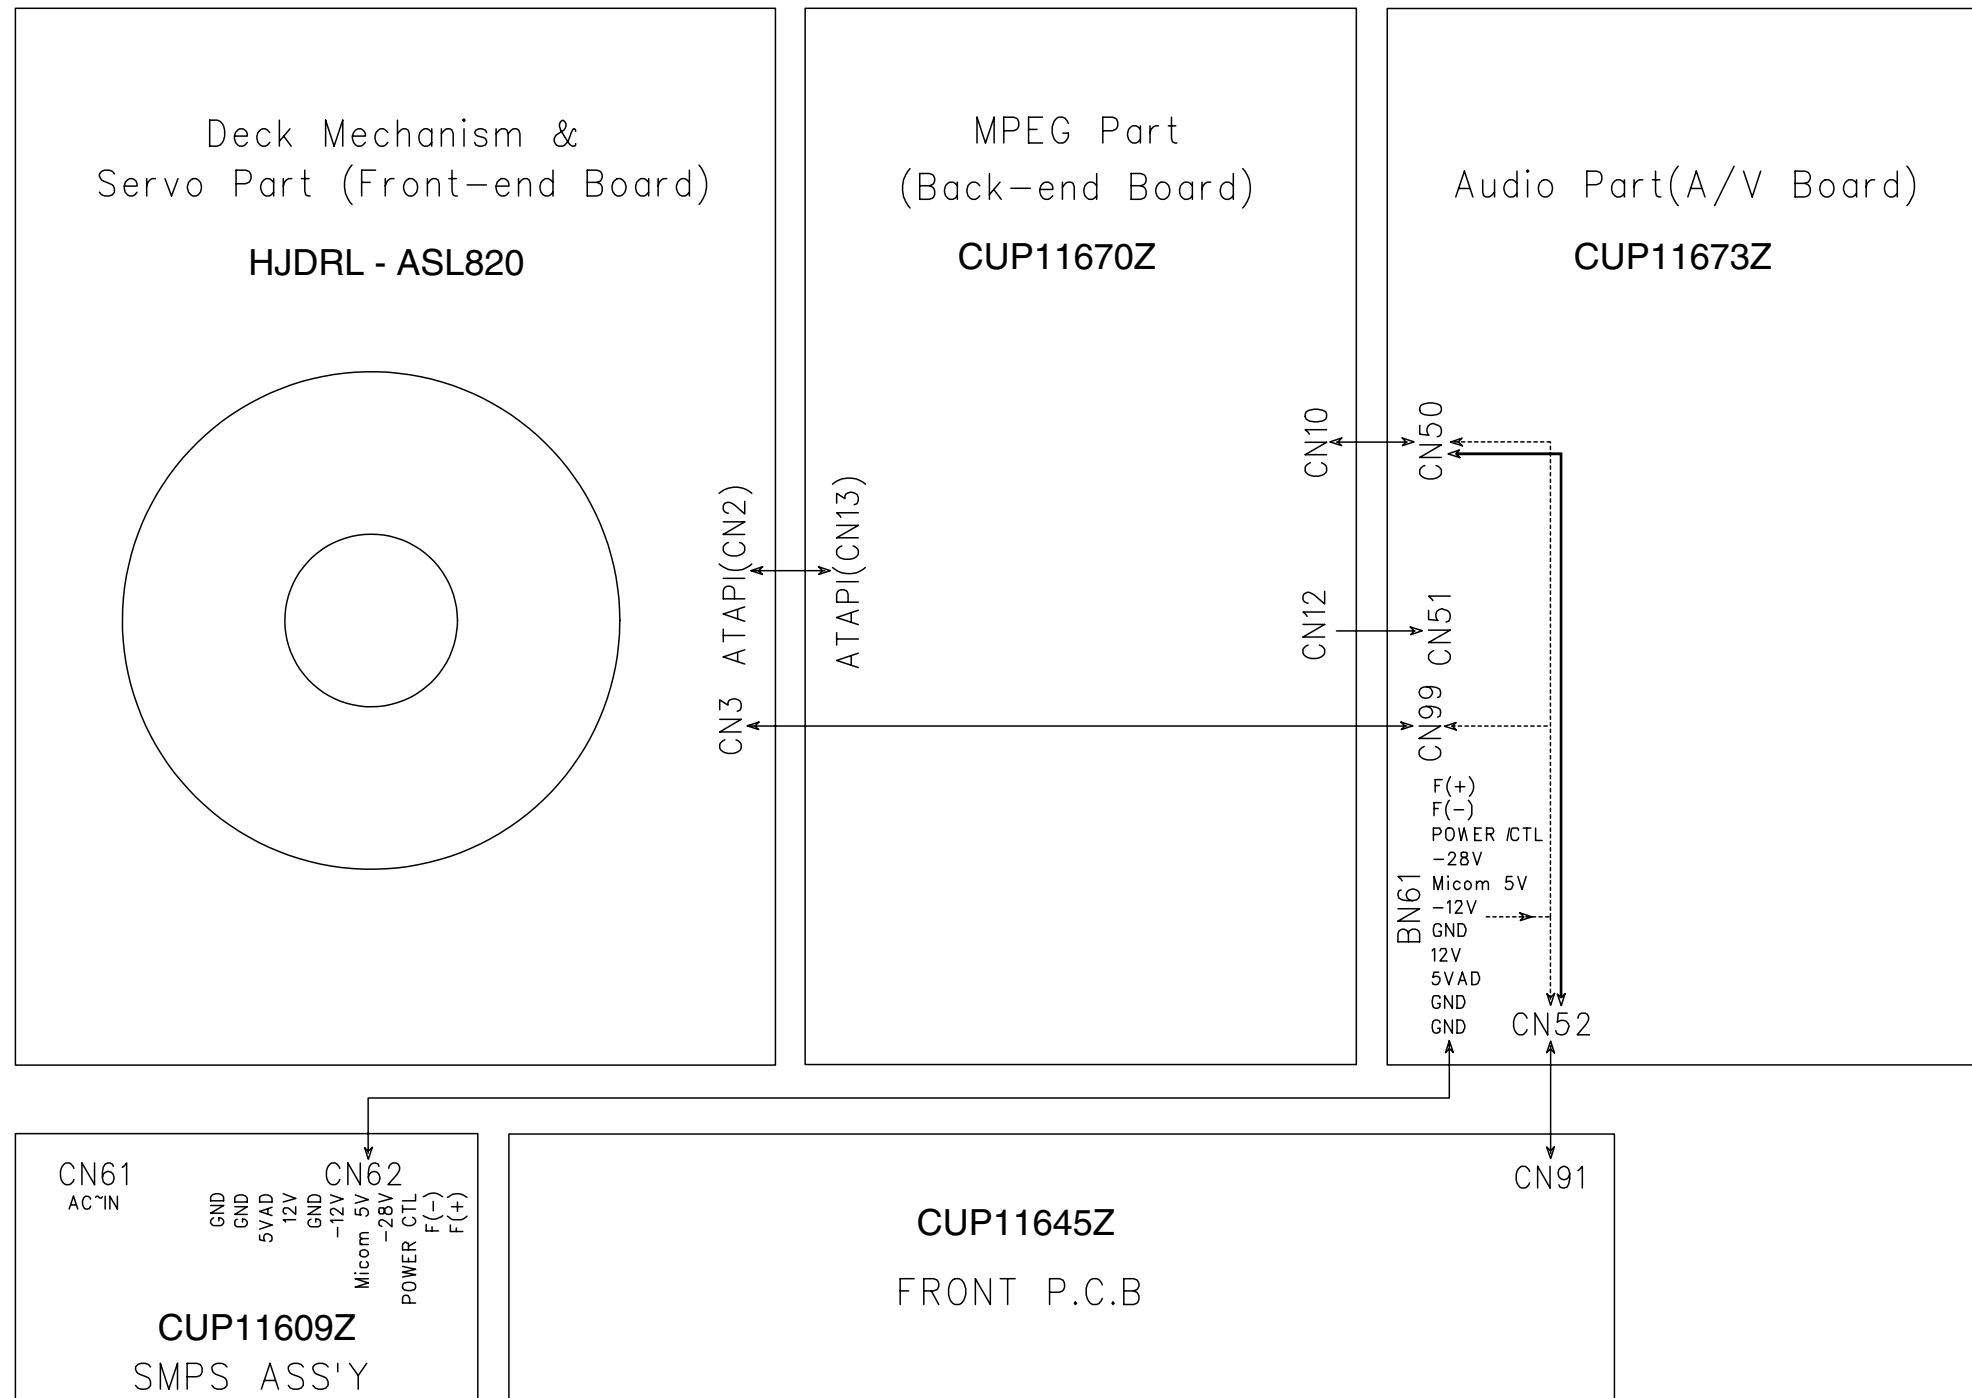 Deck Mechanism &
Servo Part (Front-end Board)
HJDRL - ASL820
MPEG Part
(Back-end Board)
CUP11670Z
Audio Part(A/V Board)
CUP11673Z
ATAPI(CN2)
CN3
ATAPI(CN13)
CN10
CN12
CN50
CN51
CN99
BN61
F(+)
F(-)
POWER /CTL
-28V
Micom 5V
-12V
GND
12V
5VAD
GND
GND
CN52
CN61
AC~IN
CN62
GND
GND
5VAD
12V
GND
-12V
Micom 5V
-28V
POWER CTL
F(-)
F(+)
CUP11609Z
SMPS ASS'Y
CN91
CUP11645Z
FRONT P.C.B